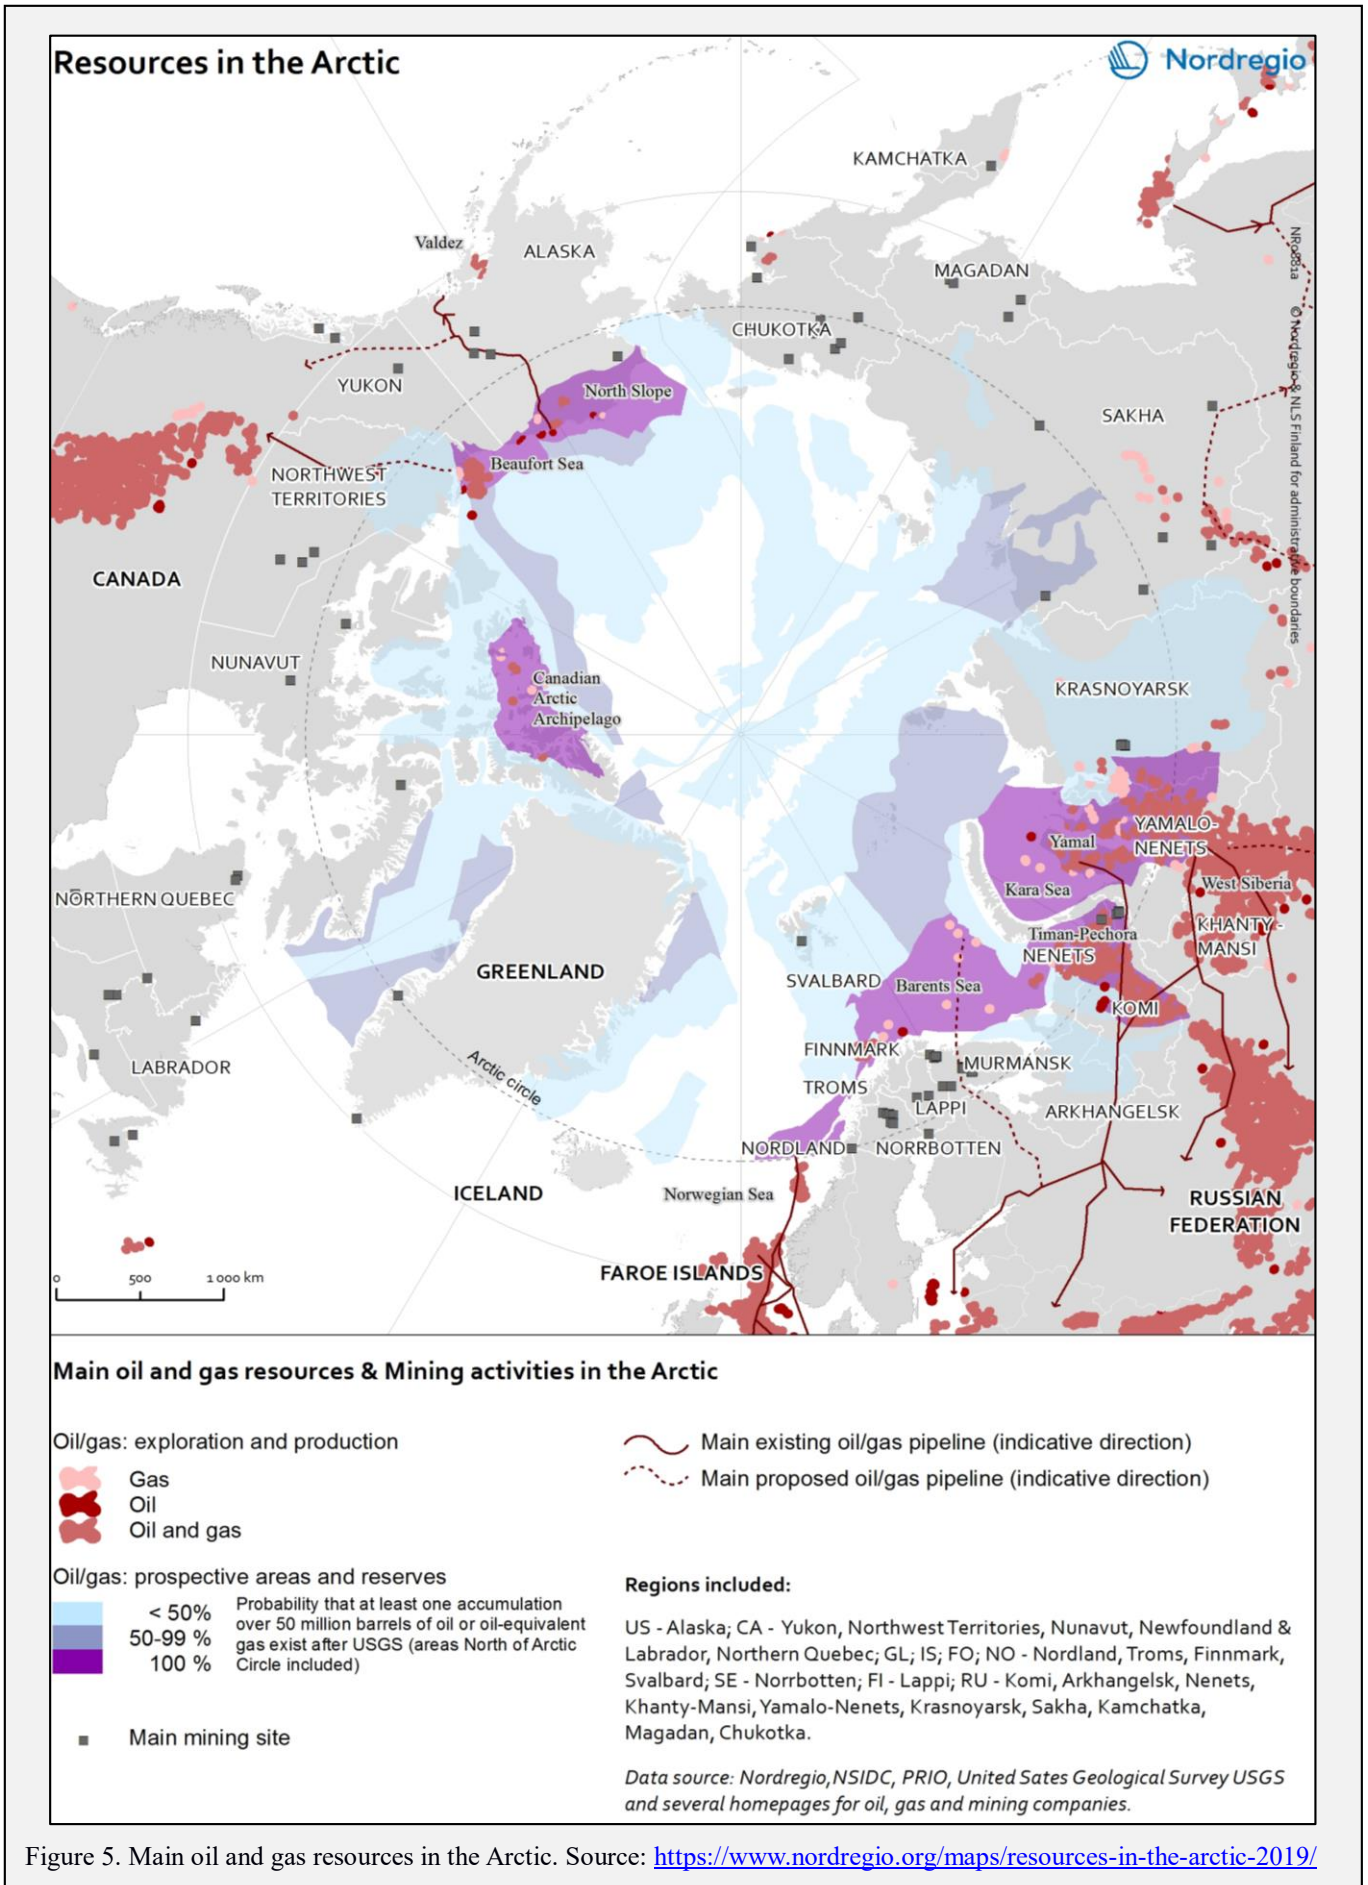 Resources in the Arctic
Nordregio
KAMCHATKA
Valdez
ALASKA
MAGADAN
CHUKOTKA
YUKON
North Slope
SAKHA
Beaufort Sea
NORTHWEST
TERRITORIES
CANADA
NUNAVUT
Canadian
Arctic
Archipelago
KRASNOYARSK
YAMALO-
NENETS
Yamal
Kara Sea
West Siberia
NORTHERN QUEBEC
KHANTY -
MANSI
Timan-Pechora
NENETS
GREENLAND
SVALBARD
Barents Sea
KOMI
FINNMARK
MURMANSK
Arctic circle
LABRADOR
TROMS
LAPPI
ARKHANGELSK
NORDLAND
NORRBOTTEN
ICELAND
Norwegian Sea
RUSSIAN
FEDERATION
FAROE ISLANDS
0 500 1 000 km
© Nordregio & NLS Finland for administrative boundaries
Main oil and gas resources & Mining activities in the Arctic
Oil/gas: exploration and production
Gas
Oil
Oil and gas
Main existing oil/gas pipeline (indicative direction)
Main proposed oil/gas pipeline (indicative direction)
Oil/gas: prospective areas and reserves
< 50%
50-99 %
100 %
Probability that at least one accumulation
over 50 million barrels of oil or oil-equivalent
gas exist after USGS (areas North of Arctic
Circle included)
Main mining site
Regions included:
US - Alaska; CA - Yukon, Northwest Territories, Nunavut, Newfoundland &
Labrador, Northern Quebec; GL; IS; FO; NO - Nordland, Troms, Finnmark,
Svalbard; SE - Norrbotten; FI - Lappi; RU - Komi, Arkhangelsk, Nenets,
Khanty-Mansi, Yamalo-Nenets, Krasnoyarsk, Sakha, Kamchatka,
Magadan, Chukotka.
Data source: Nordregio, NSIDC, PRIO, United Sates Geological Survey USGS
and several homepages for oil, gas and mining companies.
Figure 5. Main oil and gas resources in the Arctic. Source: https://www.nordregio.org/maps/resources-in-the-arctic-2019/